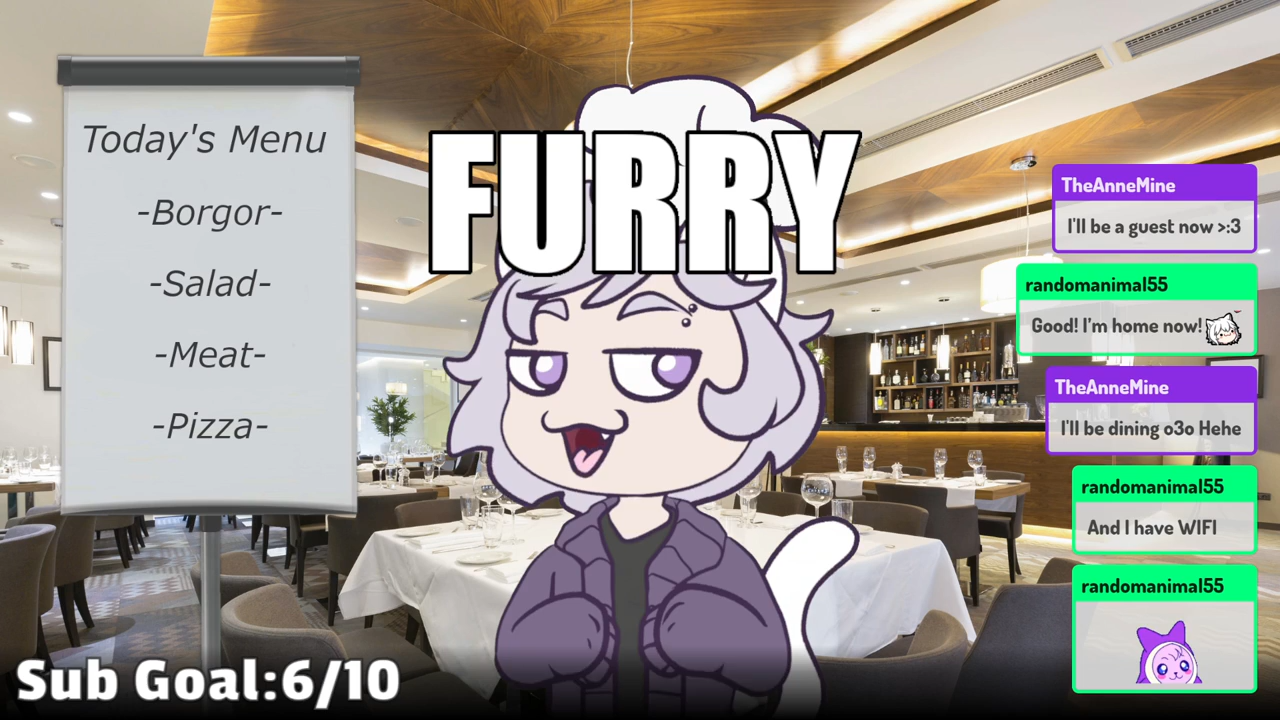 Today's Menu
-Borgor-
-Salad-
-Meat-
-Pizza-
FURRY
TheAnneMine
I'll be a guest now >:3
randomanimal55
Good! I'm home now!
TheAnneMine
I'll be dining o3o Hehe
randomanimal55
And I have WIFI
randomanimal55
Sub Goal:6/10